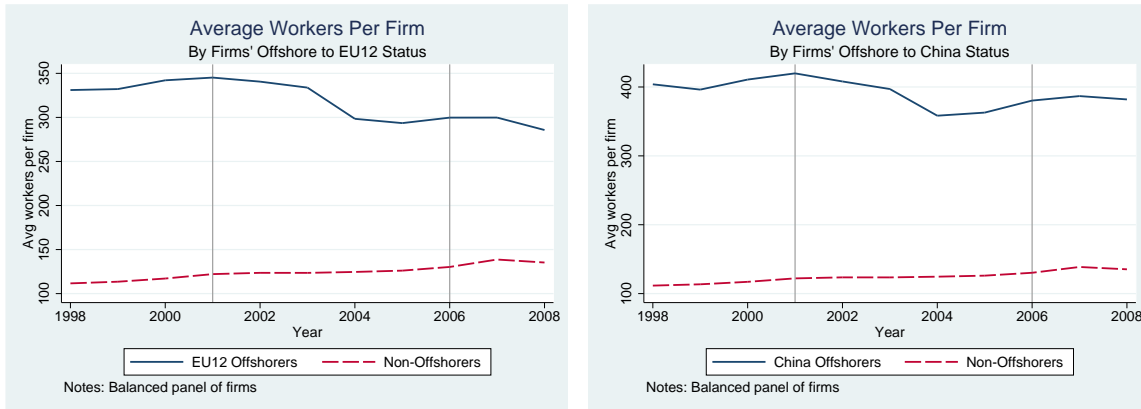 Average Workers Per Firm
By Firms' Offshore to EU12 Status
Avg workers per firm
350
300
250
200
150
100
1998 2000 2002 2004 2006 2008
Year
EU12 Offshorers Non-Offshorers
Notes: Balanced panel of firms
Average Workers Per Firm
By Firms' Offshore to China Status
Avg workers per firm
400
300
200
100
1998 2000 2002 2004 2006 2008
Year
China Offshorers Non-Offshorers
Notes: Balanced panel of firms